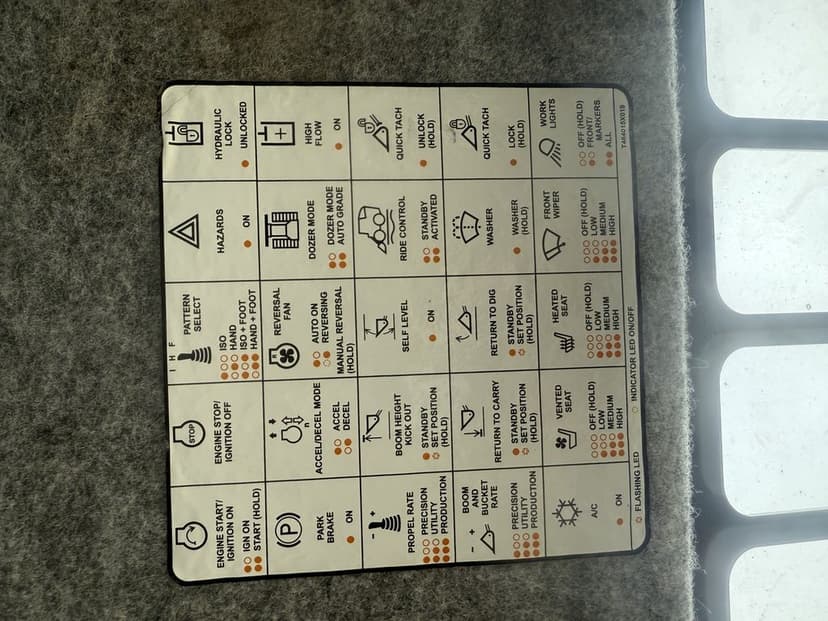 ENGINE START/
IGNITION ON
IGN ON
START (HOLD)
ENGINE STOP/
IGNITION OFF
STOP
I H F
PATTERN
SELECT
ISO
HAND
ISO + FOOT
HAND + FOOT
HAZARDS
ON
HYDRAULIC
LOCK
UNLOCKED
P
PARK
BRAKE
ON
n
ACCEL/DECEL MODE
ACCEL
DECEL
REVERSAL
FAN
AUTO ON
REVERSING
MANUAL REVERSAL
(HOLD)
DOZER MODE
DOZER MODE
AUTO GRADE
+
HIGH
FLOW
ON
- +
PROPEL RATE
PRECISION
UTILITY
PRODUCTION
BOOM HEIGHT
KICK OUT
STANDBY
SET POSITION
(HOLD)
SELF LEVEL
ON
RIDE CONTROL
STANDBY
ACTIVATED
QUICK TACH
UNLOCK
(HOLD)
- +
BOOM
AND
BUCKET
RATE
PRECISION
UTILITY
PRODUCTION
RETURN TO CARRY
STANDBY
SET POSITION
(HOLD)
RETURN TO DIG
STANDBY
SET POSITION
(HOLD)
WASHER
WASHER
(HOLD)
QUICK TACH
LOCK
(HOLD)
A/C
ON
VENTED
SEAT
OFF (HOLD)
LOW
MEDIUM
HIGH
HEATED
SEAT
OFF (HOLD)
LOW
MEDIUM
HIGH
FRONT
WIPER
OFF (HOLD)
LOW
MEDIUM
HIGH
WORK
LIGHTS
OFF (HOLD)
FRONT/
MARKERS
ALL
FLASHING LED
INDICATOR LED ON/OFF